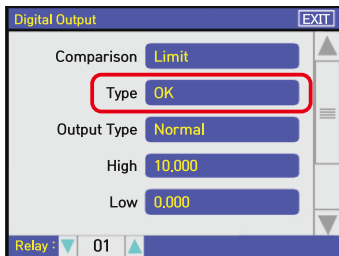 Digital Output EXIT
Comparison Limit
Type OK
Output Type Normal
High 10.000
Low 0.000
Relay : 01